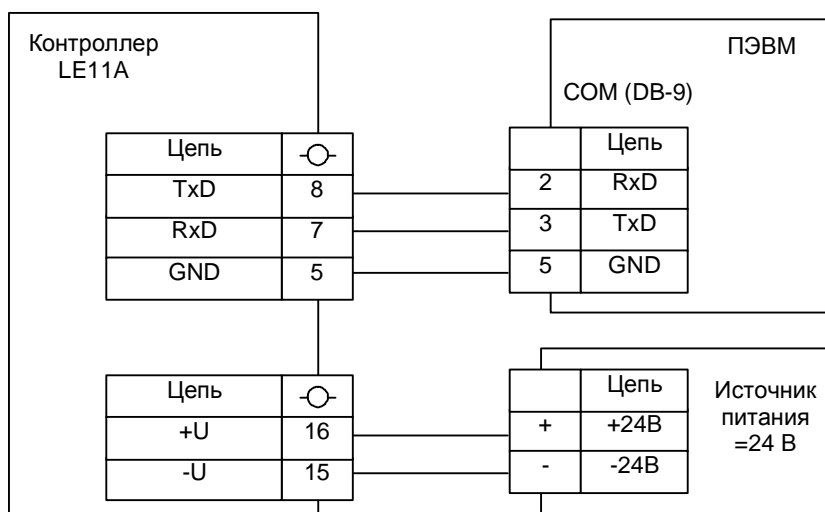 Контроллер
LE11A
ПЭВМ
COM (DB-9)
Цепь
TxD 8
RxD 7
GND 5
Цепь
2 RxD
3 TxD
5 GND
Цепь
+U 16
-U 15
Цепь
+ +24В
- -24В
Источник
питания
=24 В